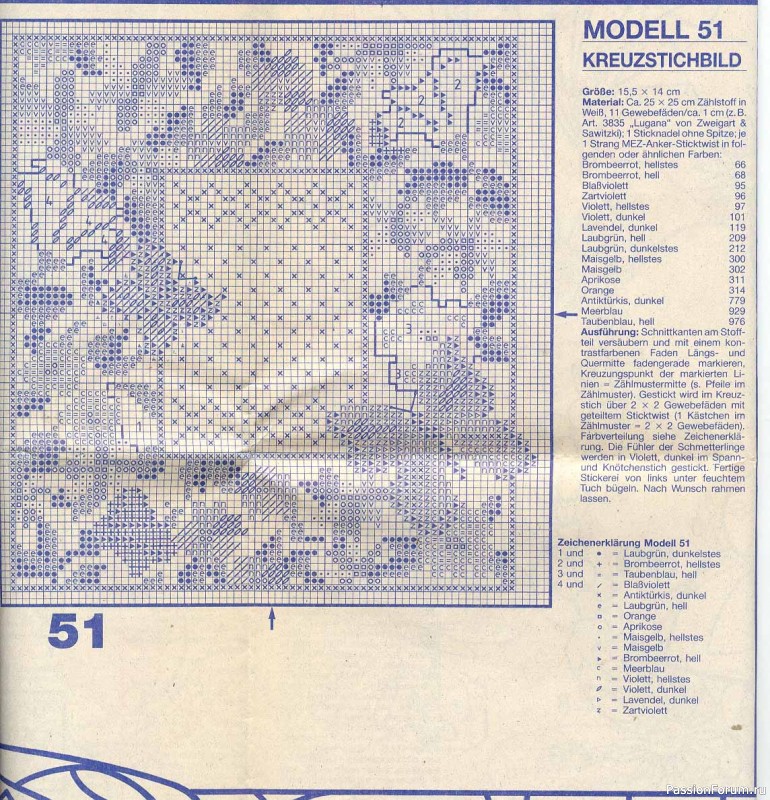 MODELL 51
KREUZSTICHBILD
Größe: 15,5 × 14 cm
Material: Ca. 25 × 25 cm Zählstoff in
Weiß, 11 Gewebefäden/ca. 1 cm (z. B.
Art. 3835 „Lugana" von Zweigart &
Sawitzki); 1 Sticknadel ohne Spitze; je
1 Strang MEZ-Anker-Sticktwist in fol-
genden oder ähnlichen Farben:
Brombeerrot, hellstes 66
Brombeerrot, hell 68
Blaßviolett 95
Zartviolett 96
Violett, hellstes 97
Violett, dunkel 101
Lavendel, dunkel 119
Laubgrün, hell 209
Laubgrün, dunkelstes 212
Maisgelb, hellstes 300
Maisgelb 302
Aprikose 311
Orange 314
Antiktürkis, dunkel 779
Meerblau 929
Taubenblau, hell 976
Ausführung: Schnittkanten am Stoff-
teil versäubern und mit einem kon-
trastfarbenen Faden Längs- und
Quermitte fadengerade markieren,
Kreuzungspunkt der markierten Li-
nien = Zählmustermitte (s. Pfeile im
Zählmuster). Gestickt wird im Kreuz-
stich über 2 × 2 Gewebefäden mit
geteiltem Sticktwist (1 Kästchen im
Zählmuster = 2 × 2 Gewebefäden).
Farbverteilung siehe Zeichenerklä-
rung. Die Fühler der Schmetterlinge
werden in Violett, dunkel im Spann-
und Knötchenstich gestickt. Fertige
Stickerei von links unter feuchtem
Tuch bügeln. Nach Wunsch rahmen
lassen.
Zeichenerklärung Modell 51
1 und • = Laubgrün, dunkelstes
2 und + = Brombeerrot, hellstes
3 und = Taubenblau, hell
4 und / = Blaßviolett
x = Antiktürkis, dunkel
e = Laubgrün, hell
□ = Orange
o = Aprikose
· = Maisgelb, hellstes
v = Maisgelb
▸ = Brombeerrot, hell
c = Meerblau
n = Violett, hellstes
= Violett, dunkel
= Lavendel, dunkel
z = Zartviolett
51
PassionForum.ru